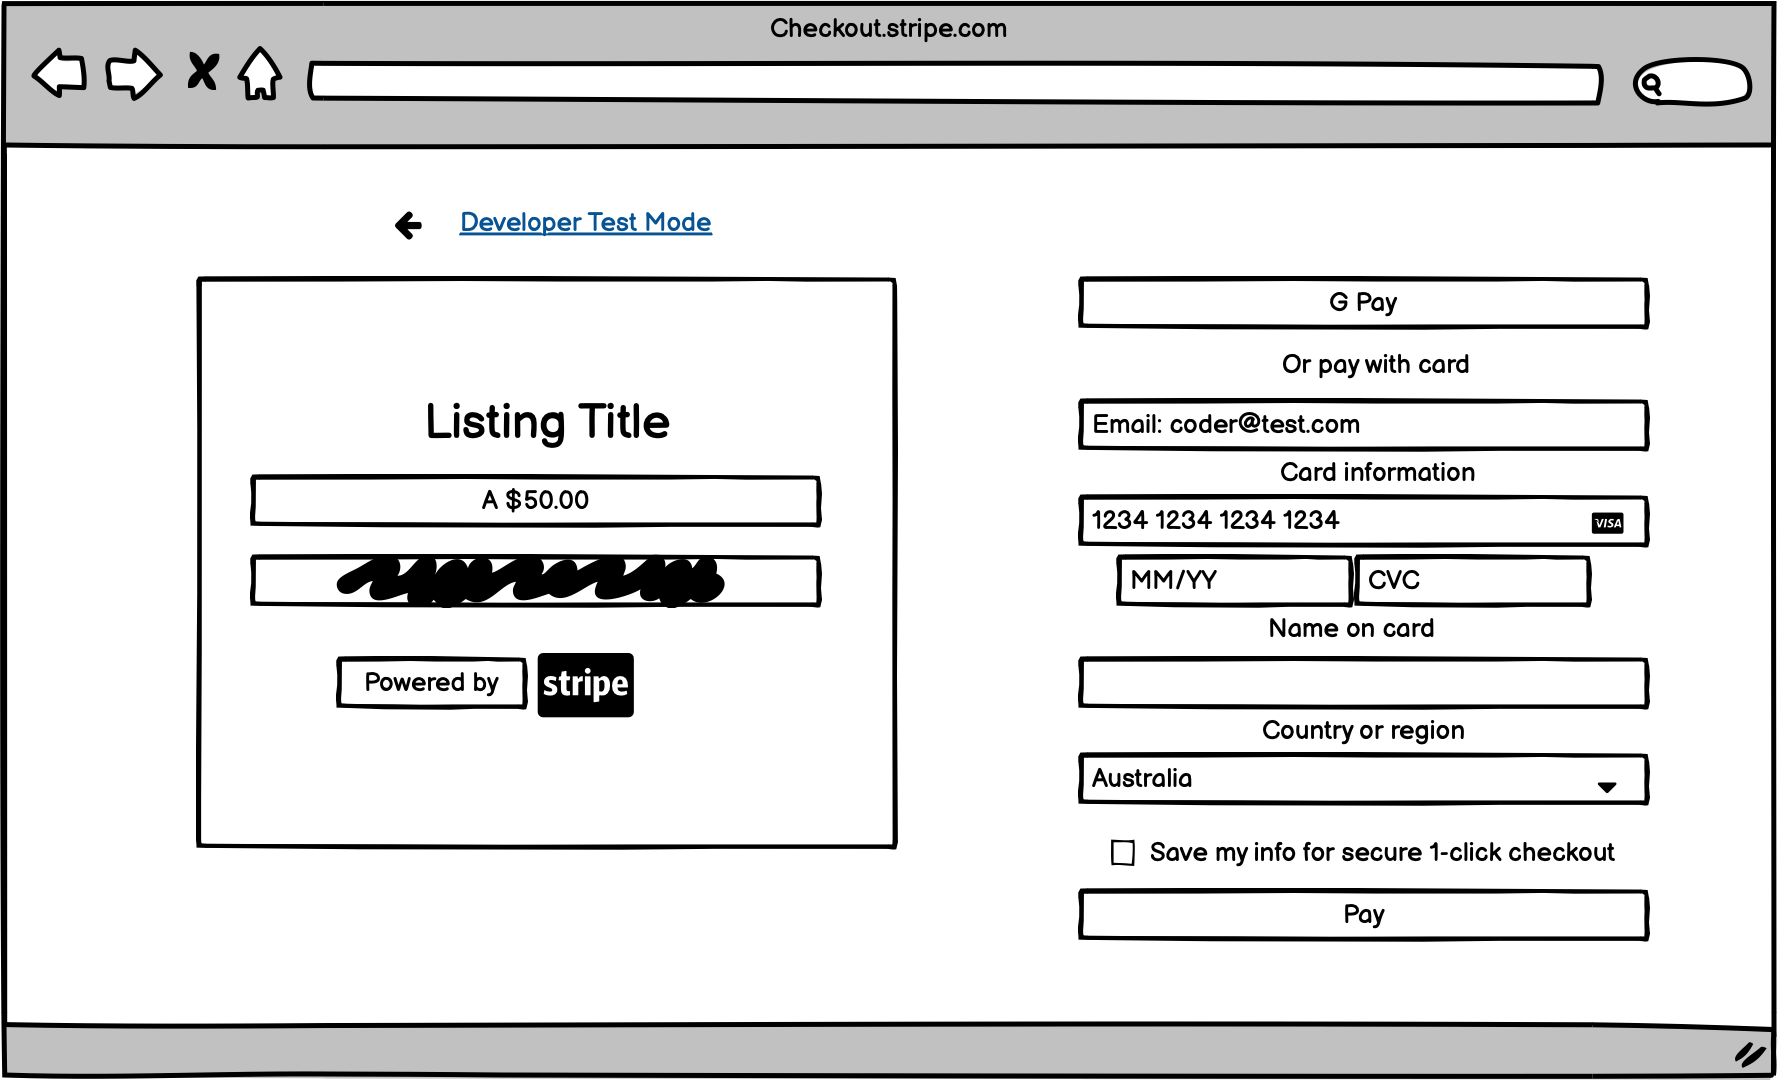 Checkout.stripe.com
Developer Test Mode
Listing Title
A $50.00
Powered by
stripe
G Pay
Or pay with card
Email: coder@test.com
Card information
1234 1234 1234 1234
VISA
MM/YY
CVC
Name on card
Country or region
Australia
Save my info for secure 1-click checkout
Pay